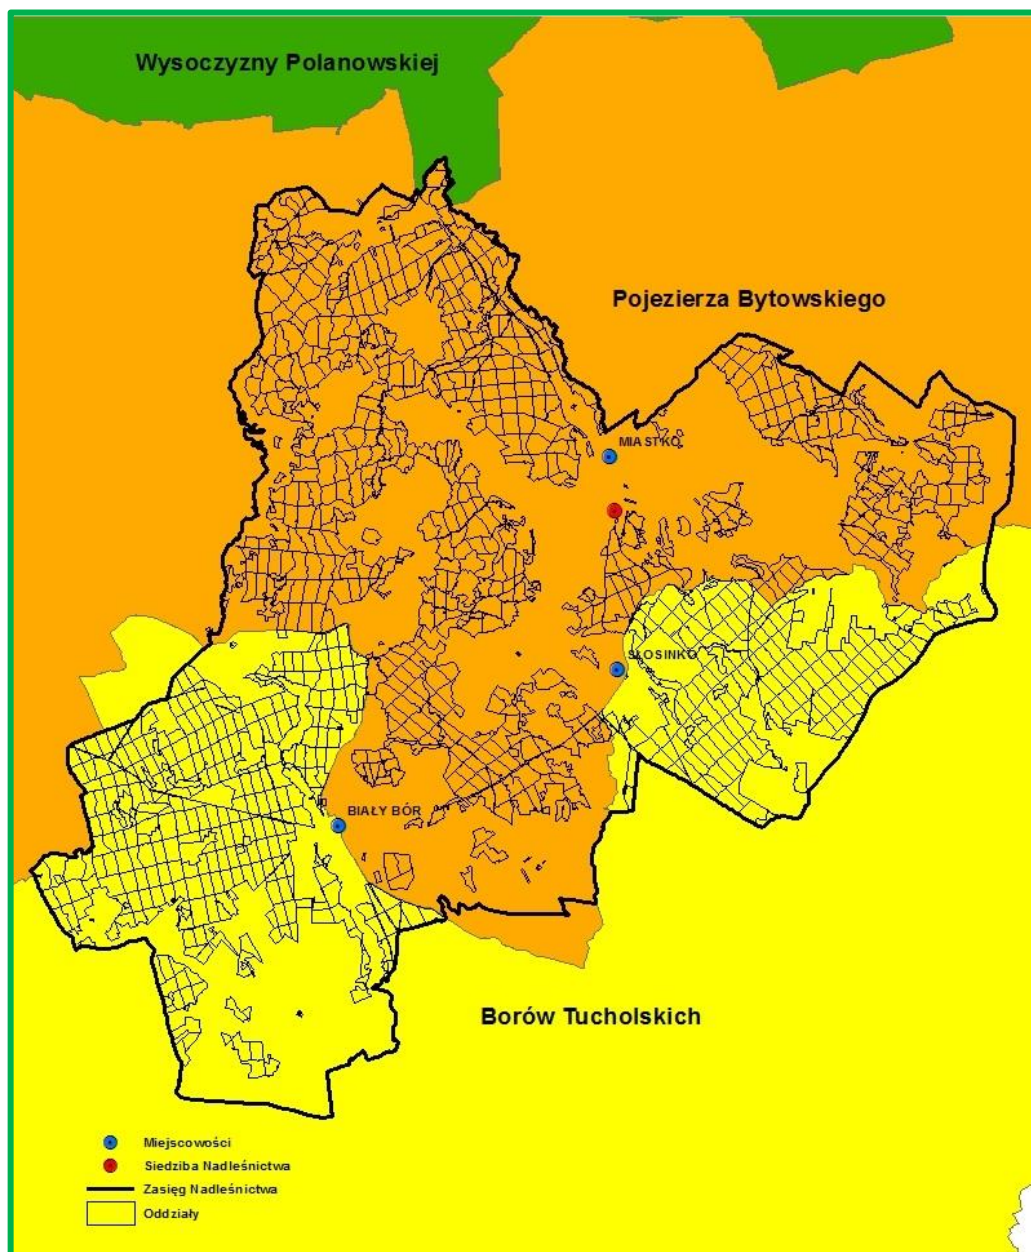 Wysoczyzny Polanowskiej
Pojezierza Bytowskiego
MIASTKO
SŁOSINKO
BIAŁY BÓR
Borów Tucholskich
Miejscowości
Siedziba Nadleśnictwa
Zasięg Nadleśnictwa
Oddziały